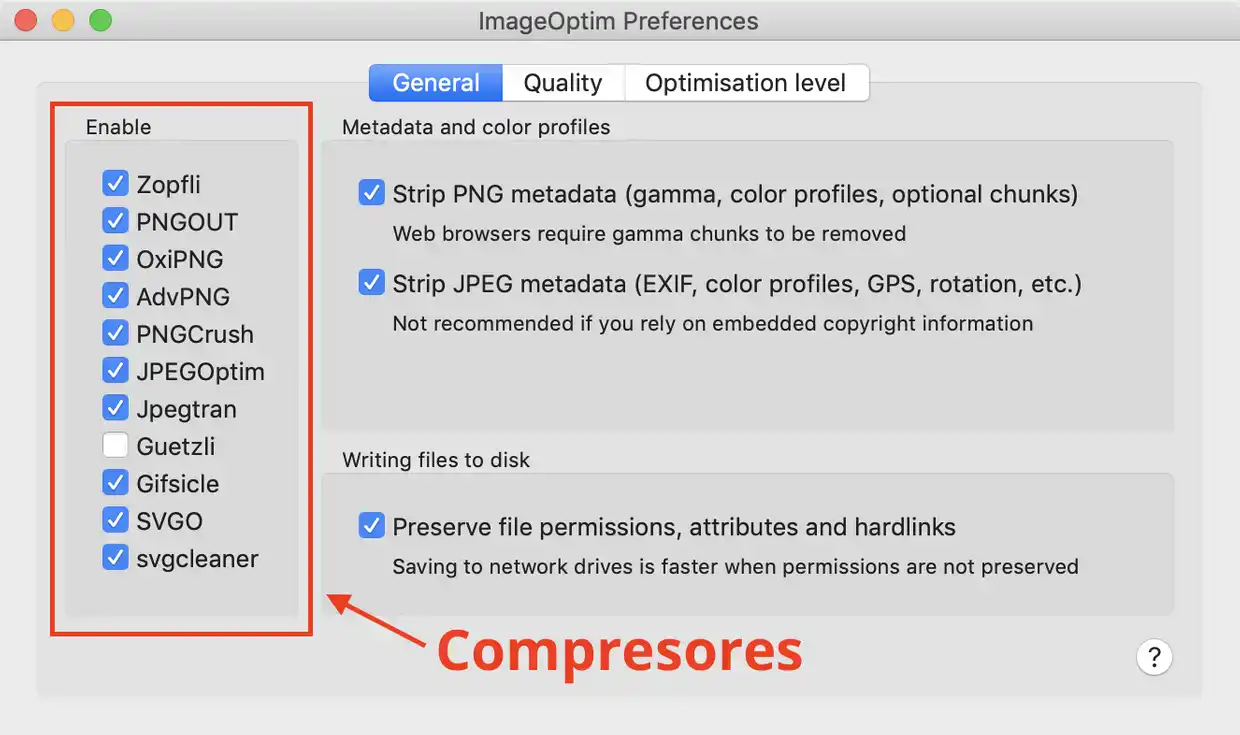 ImageOptim Preferences
General Quality Optimisation level
Enable
Zopfli
PNGOUT
OxiPNG
AdvPNG
PNGCrush
JPEGOptim
Jpegtran
Guetzli
Gifsicle
SVGO
svgcleaner
Metadata and color profiles
Strip PNG metadata (gamma, color profiles, optional chunks)
Web browsers require gamma chunks to be removed
Strip JPEG metadata (EXIF, color profiles, GPS, rotation, etc.)
Not recommended if you rely on embedded copyright information
Writing files to disk
Preserve file permissions, attributes and hardlinks
Saving to network drives is faster when permissions are not preserved
Compresores
?